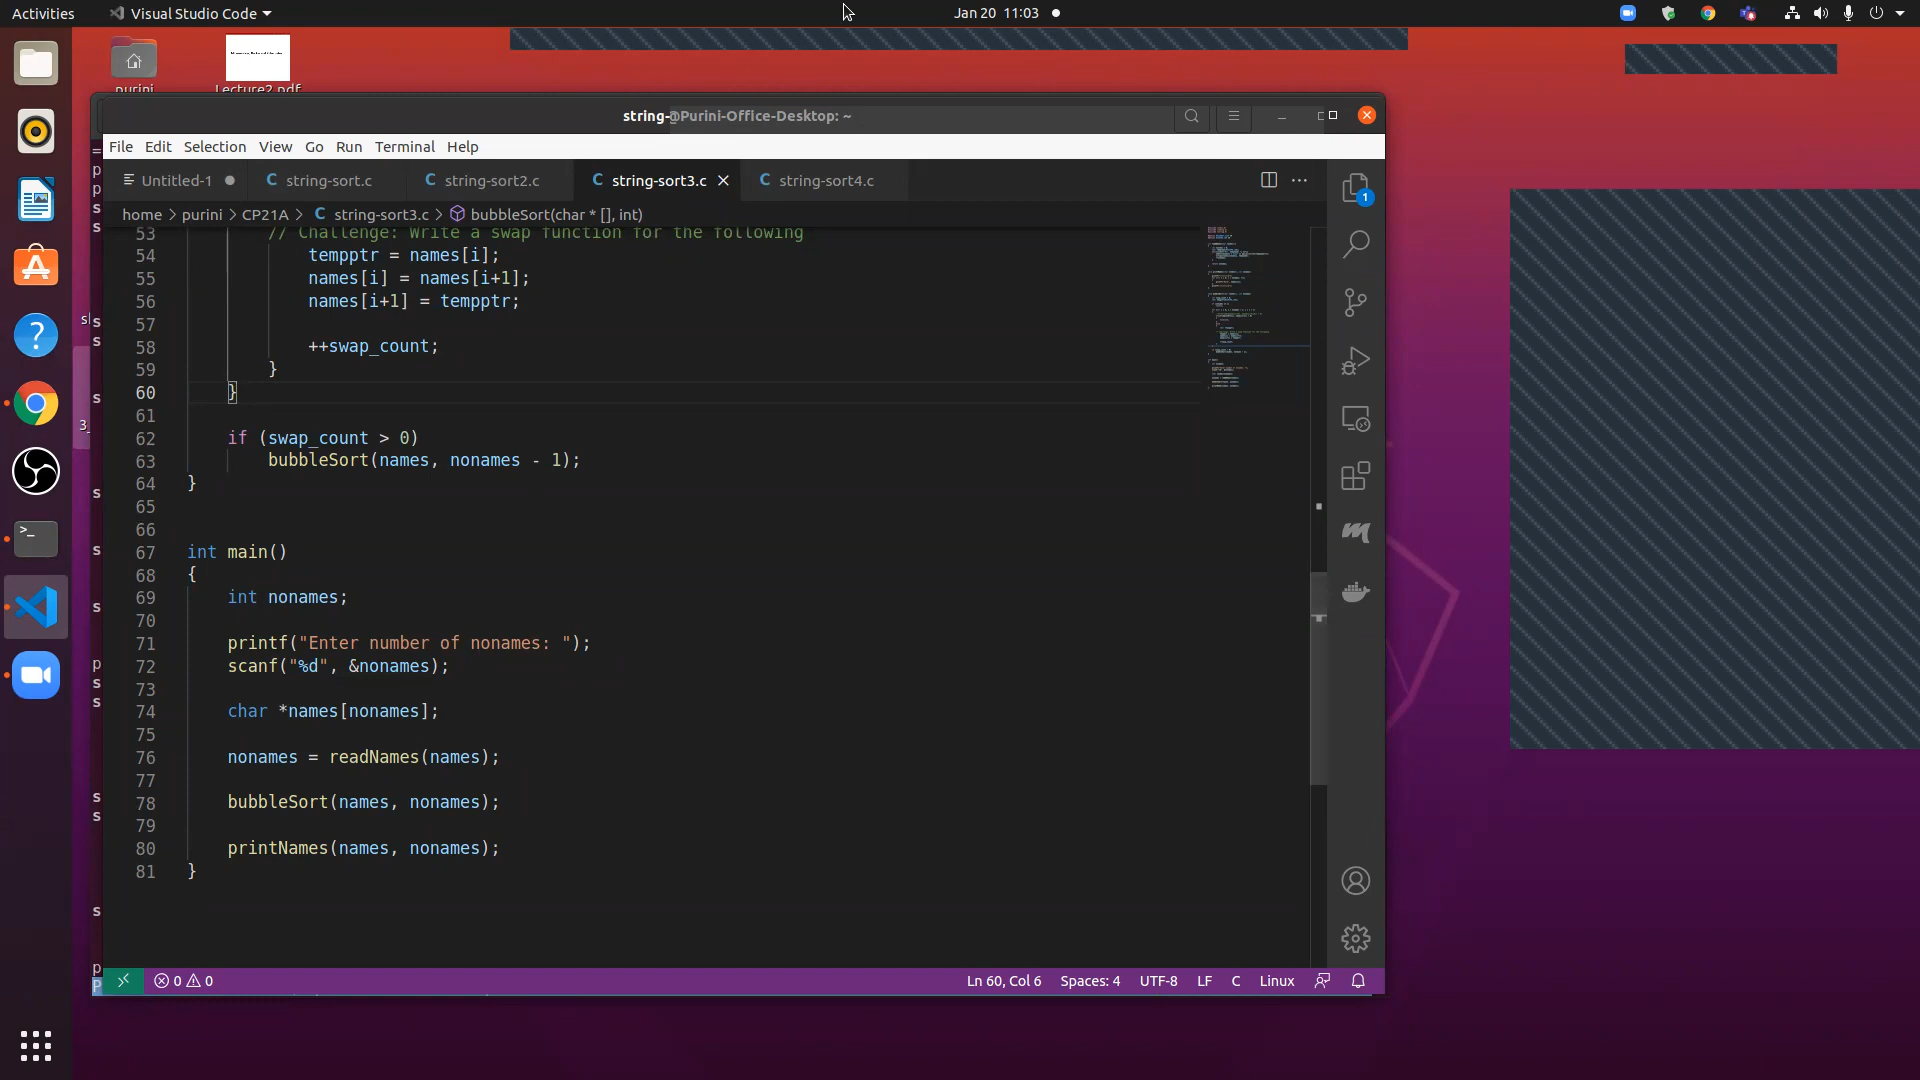 Activities
Visual Studio Code
Jan 20 11:03
purini
Lecture2.pdf
string-@Purini-Office-Desktop: ~
File Edit Selection View Go Run Terminal Help
Untitled-1 C string-sort.c C string-sort2.c C string-sort3.c C string-sort4.c
home > purini > CP21A > C string-sort3.c > bubbleSort(char * [], int)
1
53 // Challenge: Write a swap function for the following
54 tempptr = names[i];
55 names[i] = names[i+1];
56 names[i+1] = tempptr;
57
58 ++swap_count;
59 }
60 }
61
62 if (swap_count > 0)
63 bubbleSort(names, nonames - 1);
64 }
65
66
67 int main()
68 {
69 int nonames;
70
71 printf("Enter number of nonames: ");
72 scanf("%d", &nonames);
73
74 char *names[nonames];
75
76 nonames = readNames(names);
77
78 bubbleSort(names, nonames);
79
80 printNames(names, nonames);
81 }
0 0
Ln 60, Col 6 Spaces: 4 UTF-8 LF C Linux